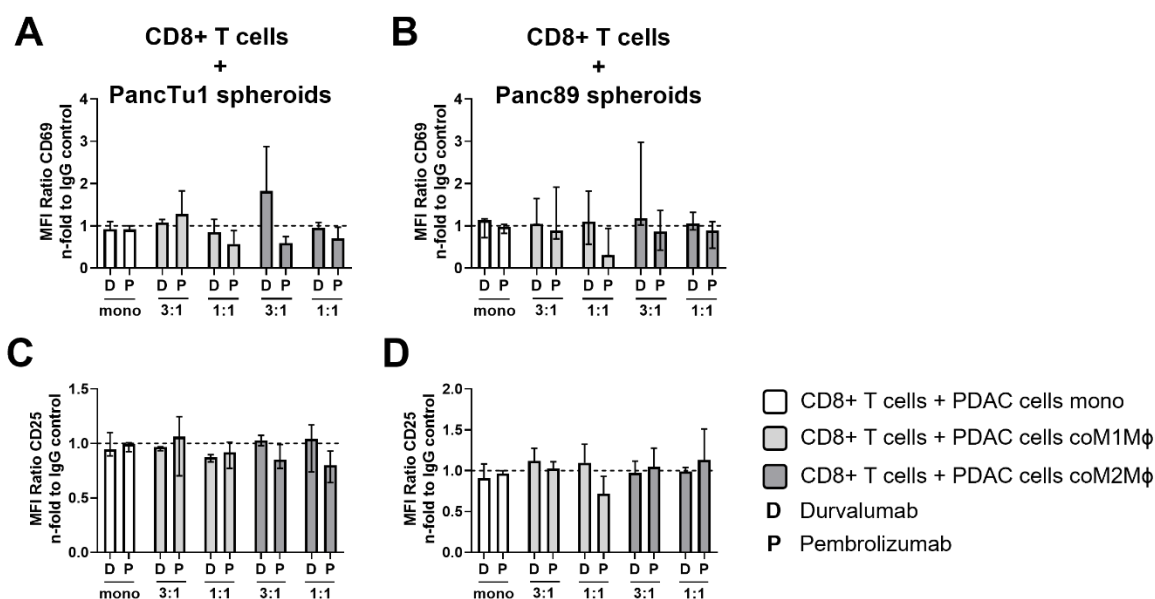 A
CD8+ T cells
+
PancTu1 spheroids
MFI Ratio CD69
n-fold to IgG control
4
3
2
1
0
D P D P D P D P D P
mono 3:1 1:1 3:1 1:1
B
CD8+ T cells
+
Panc89 spheroids
MFI Ratio CD69
n-fold to IgG control
4
3
2
1
0
D P D P D P D P D P
mono 3:1 1:1 3:1 1:1
C
MFI Ratio CD25
n-fold to IgG control
1.5
1.0
0.5
0.0
D P D P D P D P D P
mono 3:1 1:1 3:1 1:1
D
MFI Ratio CD25
n-fold to IgG control
2.0
1.5
1.0
0.5
0.0
D P D P D P D P D P
mono 3:1 1:1 3:1 1:1
CD8+ T cells + PDAC cells mono
CD8+ T cells + PDAC cells coM1Mϕ
CD8+ T cells + PDAC cells coM2Mϕ
D Durvalumab
P Pembrolizumab